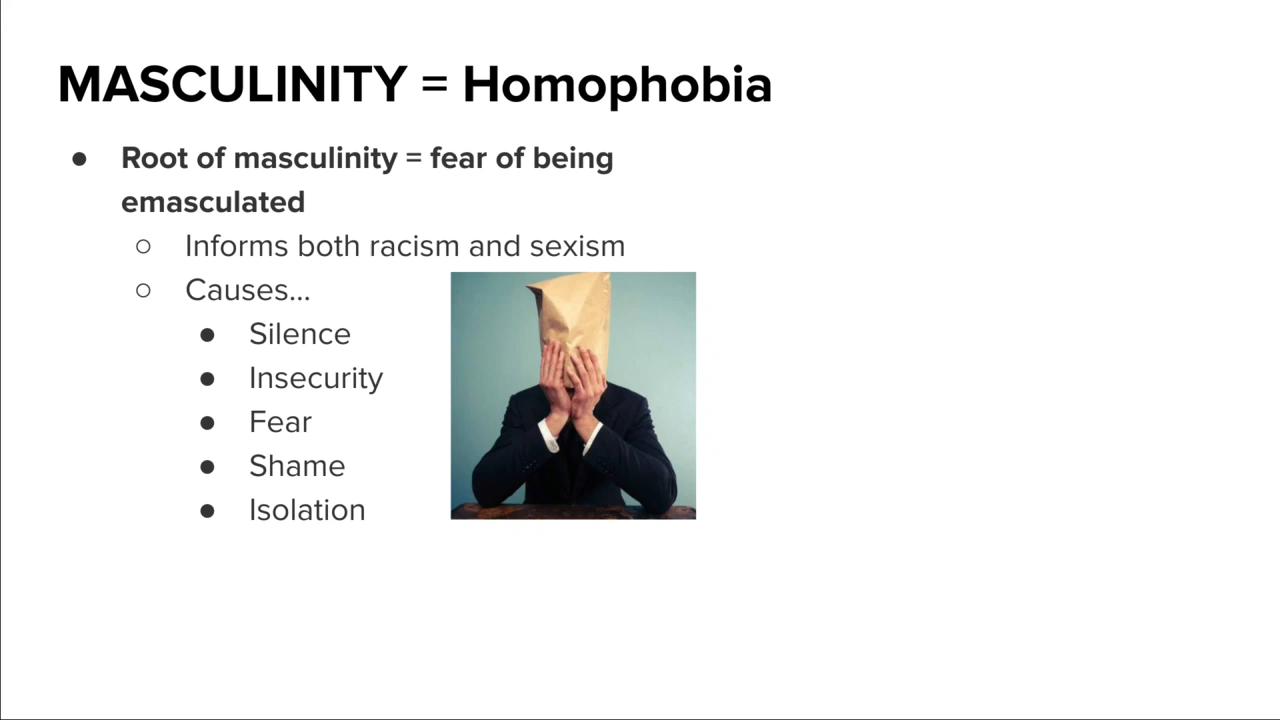 MASCULINITY = Homophobia
● Root of masculinity = fear of being
emasculated
○ Informs both racism and sexism
○ Causes...
● Silence
● Insecurity
● Fear
● Shame
● Isolation